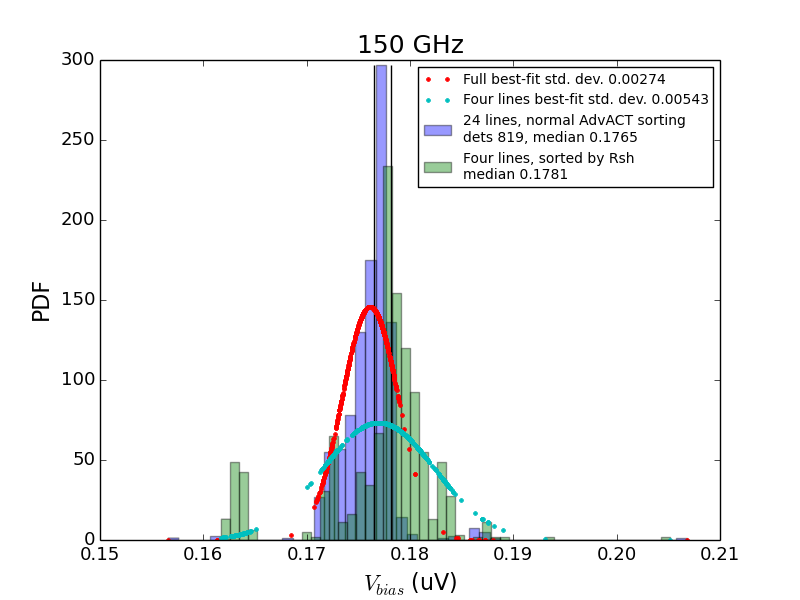 150 GHz
Full best-fit std. dev. 0.00274
Four lines best-fit std. dev. 0.00543
24 lines, normal AdvACT sorting
dets 819, median 0.1765
Four lines, sorted by Rsh
median 0.1781
PDF
300
250
200
150
100
50
0
0.15 0.16 0.17 0.18 0.19 0.20 0.21
V_{bias} (uV)